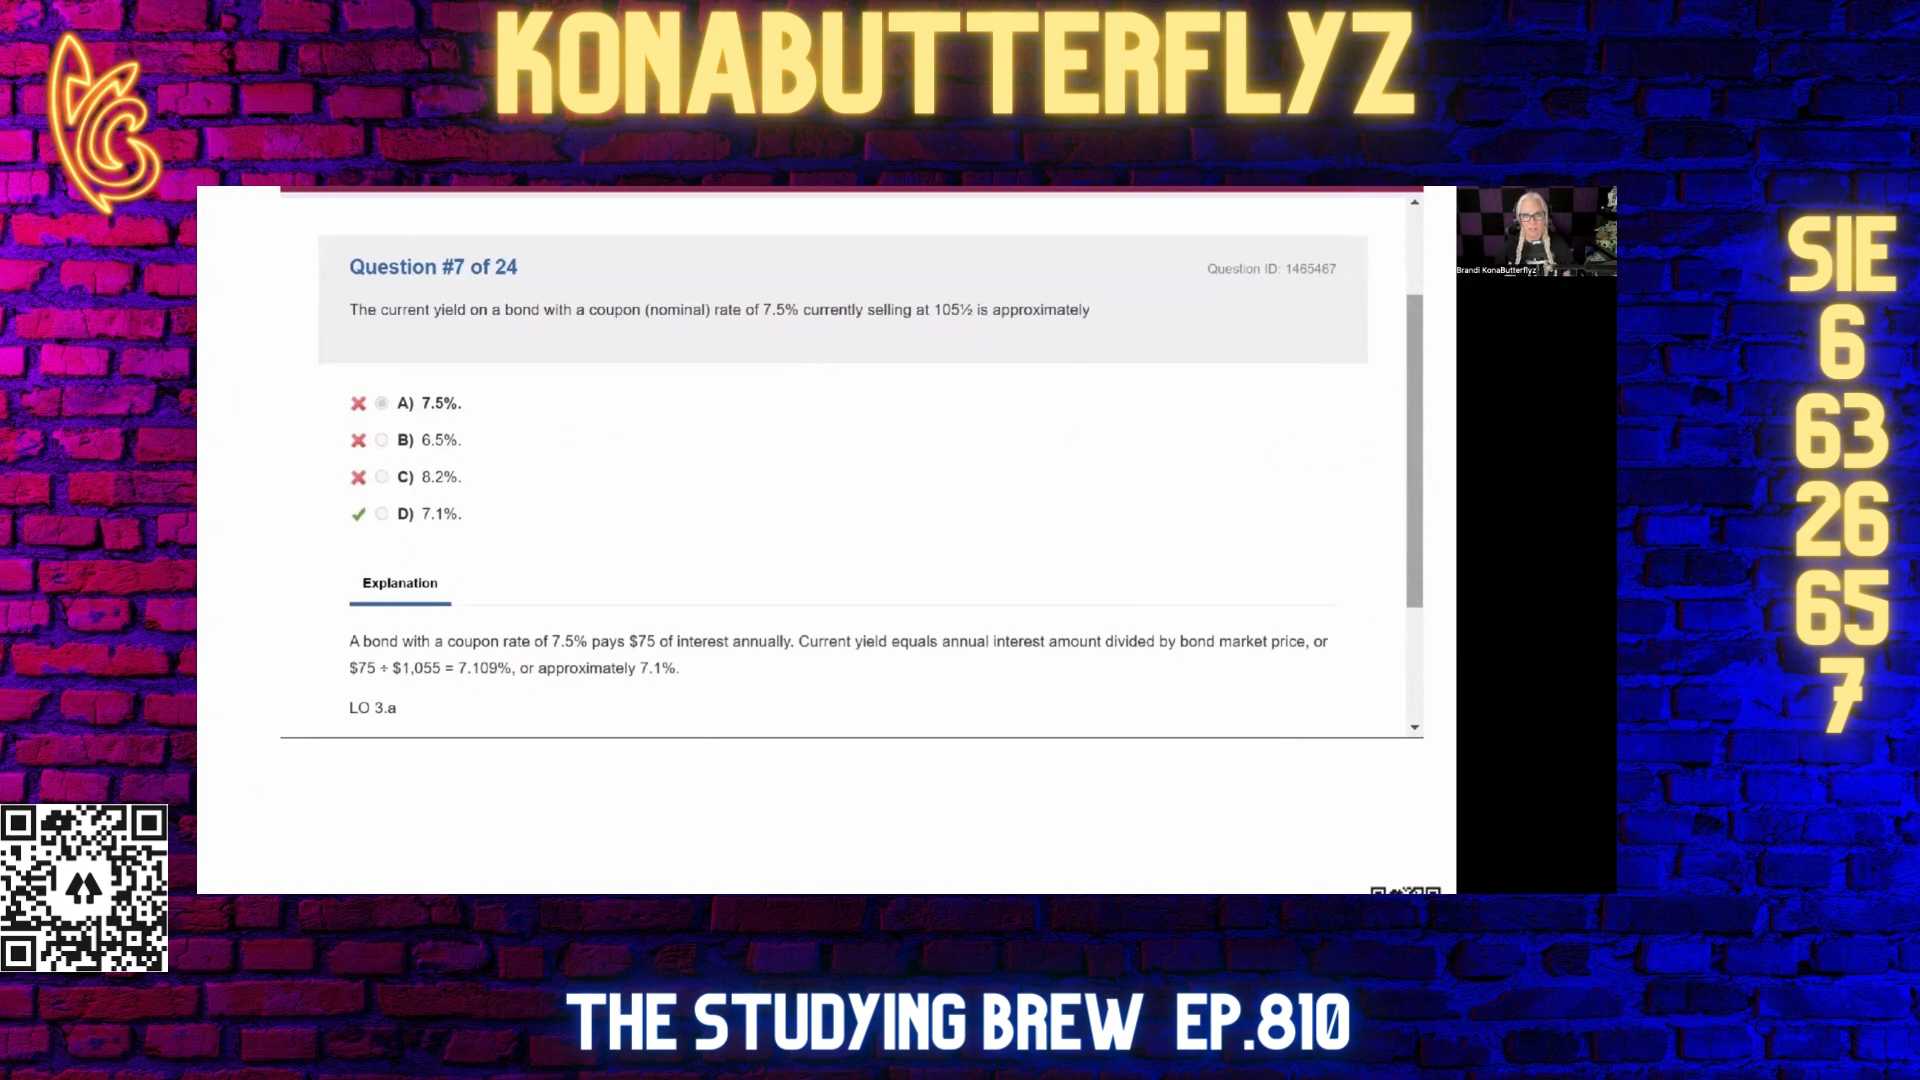 KONABUTTERFLYZ
Question #7 of 24
Question ID: 1465467
The current yield on a bond with a coupon (nominal) rate of 7.5% currently selling at 105½ is approximately
A) 7.5%.
B) 6.5%.
C) 8.2%.
D) 7.1%.
Explanation
A bond with a coupon rate of 7.5% pays $75 of interest annually. Current yield equals annual interest amount divided by bond market price, or
$75 ÷ $1,055 = 7.109%, or approximately 7.1%.
LO 3.a
Brandi KonaButterflyz
SIE
6
63
26
65
7
THE STUDYING BREW EP.810